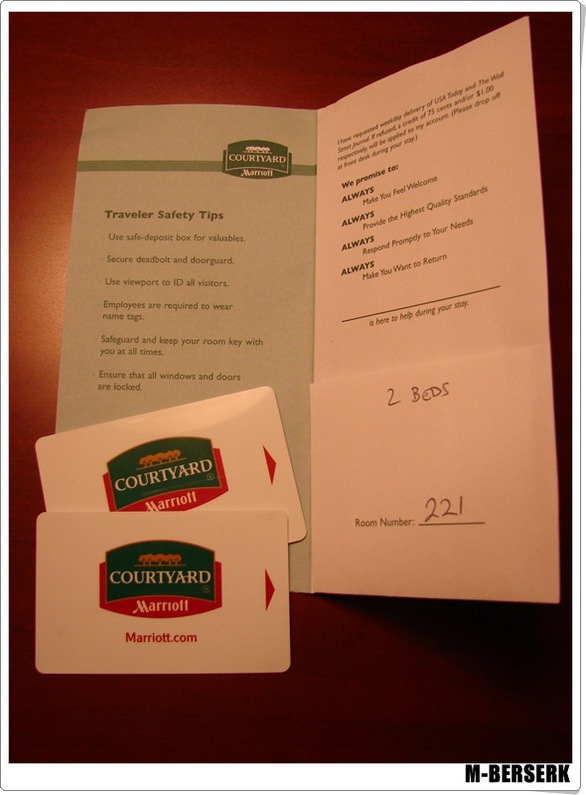 COURTYARD
Marriott
Traveler Safety Tips
· Use safe-deposit box for valuables.
· Secure deadbolt and doorguard.
· Use viewport to ID all visitors.
· Employees are required to wear
name tags.
· Safeguard and keep your room key with
you at all times.
· Ensure that all windows and doors
are locked.
I have requested weekday delivery of USA Today and The Wall
Street Journal. If refused, a credit of 75 cents and/or $1.00
respectively, will be applied to my account. (Please drop off
at front desk during your stay.)
We promise to:
ALWAYS
Make You Feel Welcome
ALWAYS
Provide the Highest Quality Standards
ALWAYS
Respond Promptly to Your Needs
ALWAYS
Make You Want to Return
is here to help during your stay.
2 BEDS
Room Number: 221
COURTYARD
®
Marriott
COURTYARD
®
Marriott
Marriott.com
M-BERSERK